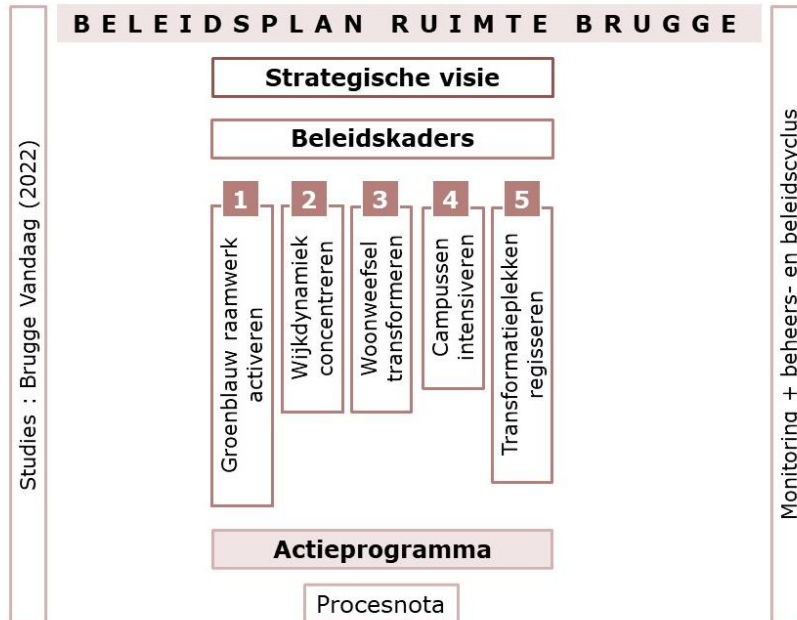 BELEIDSPLAN RUIMTE BRUGGE
Studies : Brugge Vandaag (2022)
Strategische visie
Beleidskaders
1
Groenblauw raamwerk
activeren
2
Wijkdynamiek
concentreren
3
Woonweefsel
transformeren
4
Campussen
intensiveren
5
Transformatieplekken
regisseren
Actieprogramma
Procesnota
Monitoring + beheers- en beleidscyclus